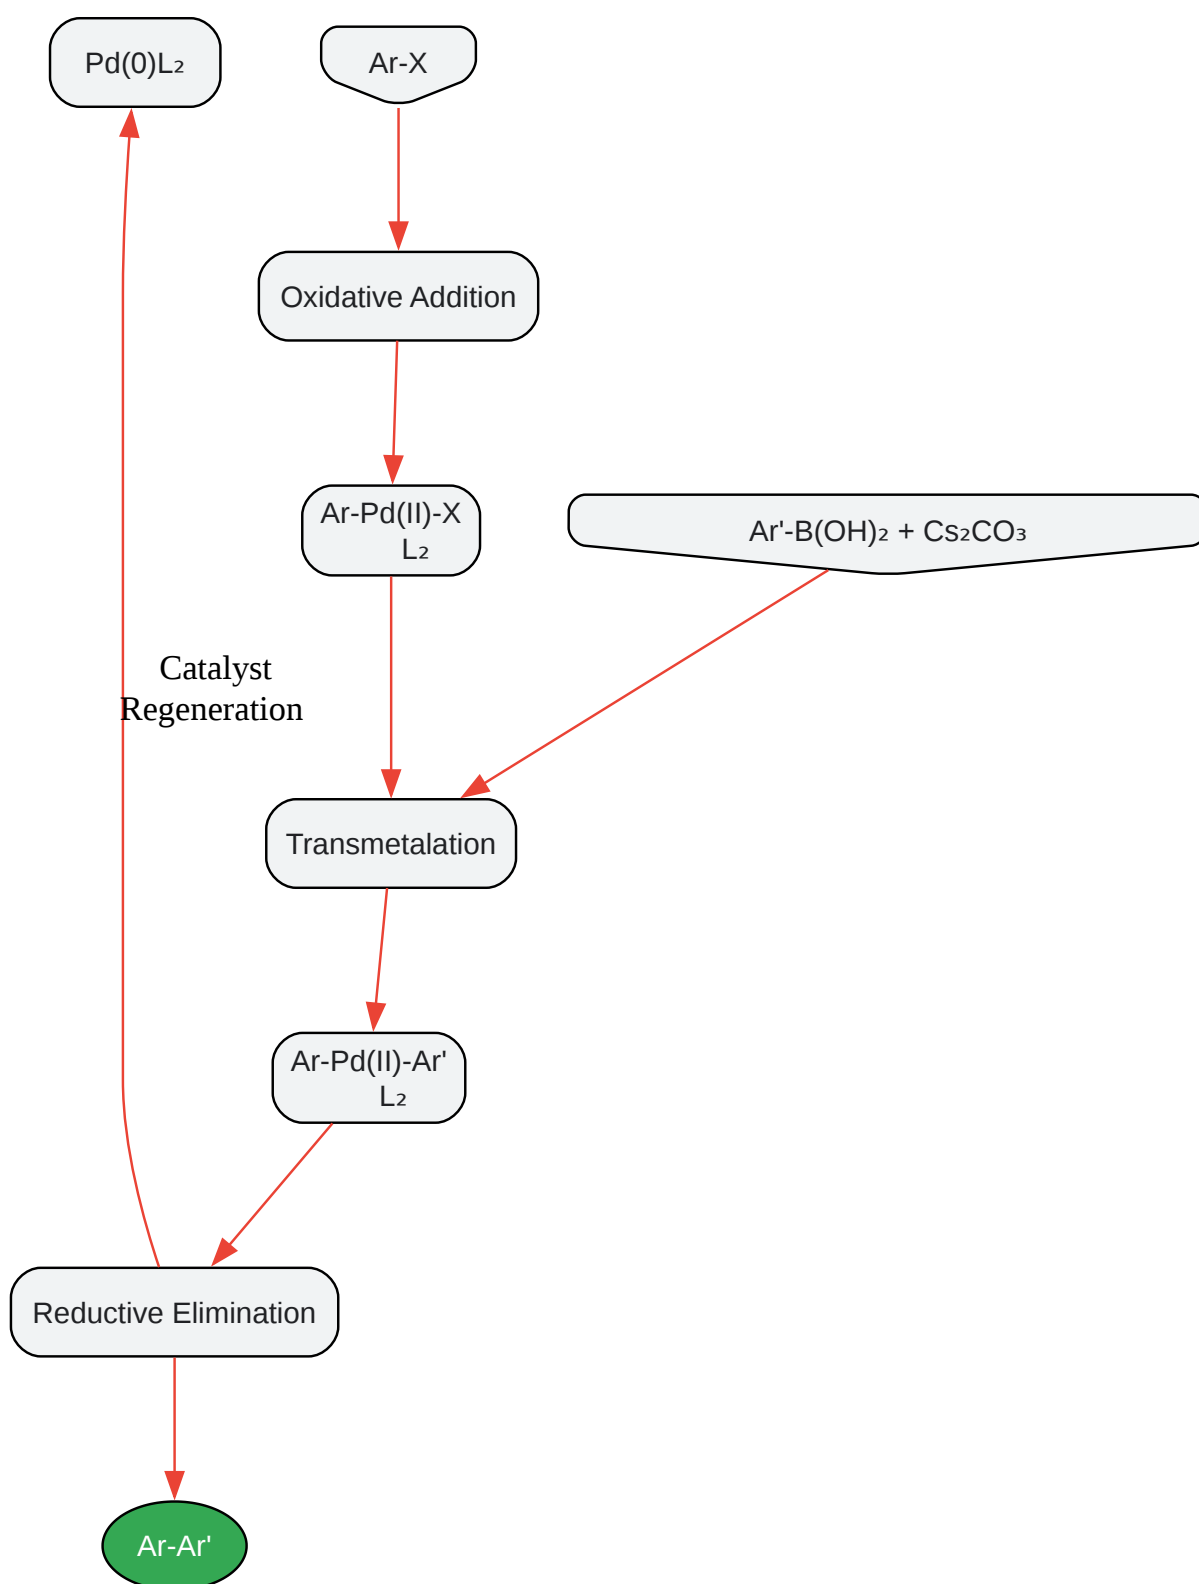 Pd(0)L₂
Ar-X
Oxidative Addition
Ar-Pd(II)-X
L₂
Ar'-B(OH)₂ + Cs₂CO₃
Catalyst
Regeneration
Transmetalation
Ar-Pd(II)-Ar'
L₂
Reductive Elimination
Ar-Ar'